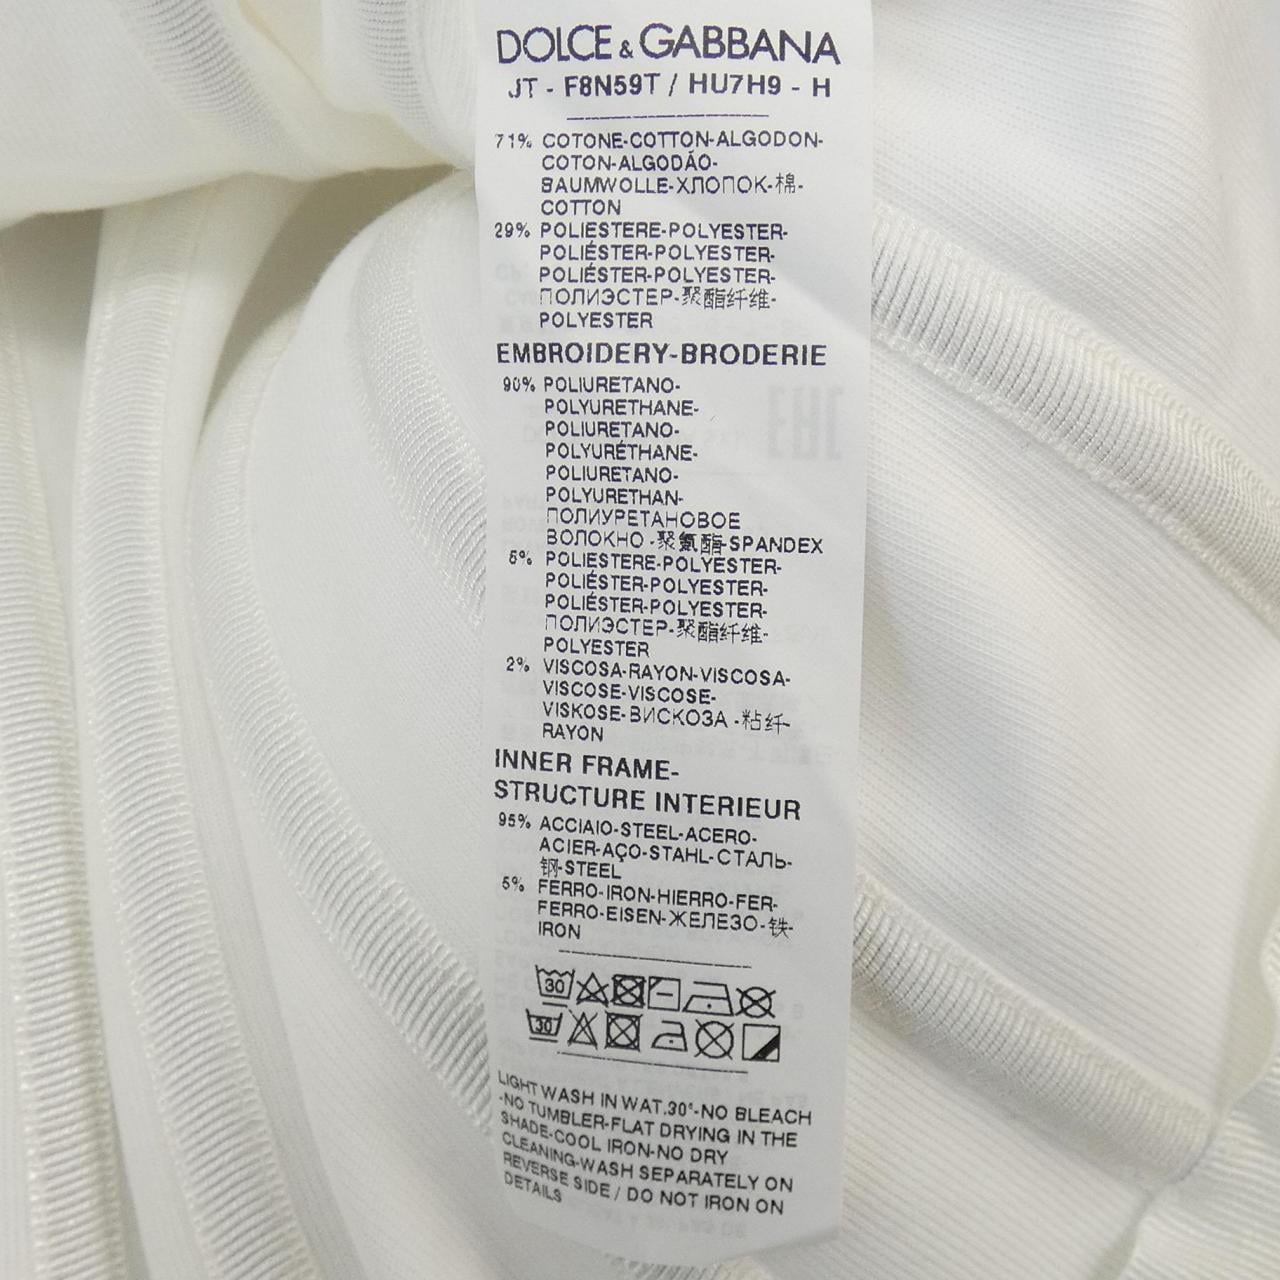 DOLCE & GABBANA
JT - F8N59T / HU7H9 - H
71% COTONE-COTTON-ALGODON-
COTON-ALGODÃO-
BAUMWOLLE-ХЛОПОК-棉-
COTTON
29% POLIESTERE-POLYESTER-
POLIÉSTER-POLYESTER-
POLIÉSTER-POLYESTER-
ПОЛИЭСТЕР-聚酯纤维-
POLYESTER
EMBROIDERY-BRODERIE
90% POLIURETANO-
POLYURETHANE-
POLIURETANO-
POLYURÉTHANE-
POLIURETANO-
POLYURETHAN-
ПОЛИУРЕТАНОВОЕ
ВОЛОКНО-聚氨酯-SPANDEX
POLIESTERE-POLYESTER-
POLIÉSTER-POLYESTER-
POLIÉSTER-POLYESTER-
ПОЛИЭСТЕР-聚酯纤维-
POLYESTER
2% VISCOSA-RAYON-VISCOSA-
VISCOSE-VISCOSE-
VISKOSE-ВИСКОЗА-粘纤-
RAYON
INNER FRAME-
STRUCTURE INTERIEUR
95% ACCIAIO-STEEL-ACERO-
ACIER-AÇO-STAHL-СТАЛЬ-
钢-STEEL
5% FERRO-IRON-HIERRO-FER-
FERRO-EISEN-ЖЕЛЕЗО-铁-
IRON
30
30
LIGHT WASH IN WAT.30°-NO BLEACH
-NO TUMBLER-FLAT DRYING IN THE
SHADE-COOL IRON-NO DRY
CLEANING-WASH SEPARATELY ON
REVERSE SIDE / DO NOT IRON ON
DETAILS